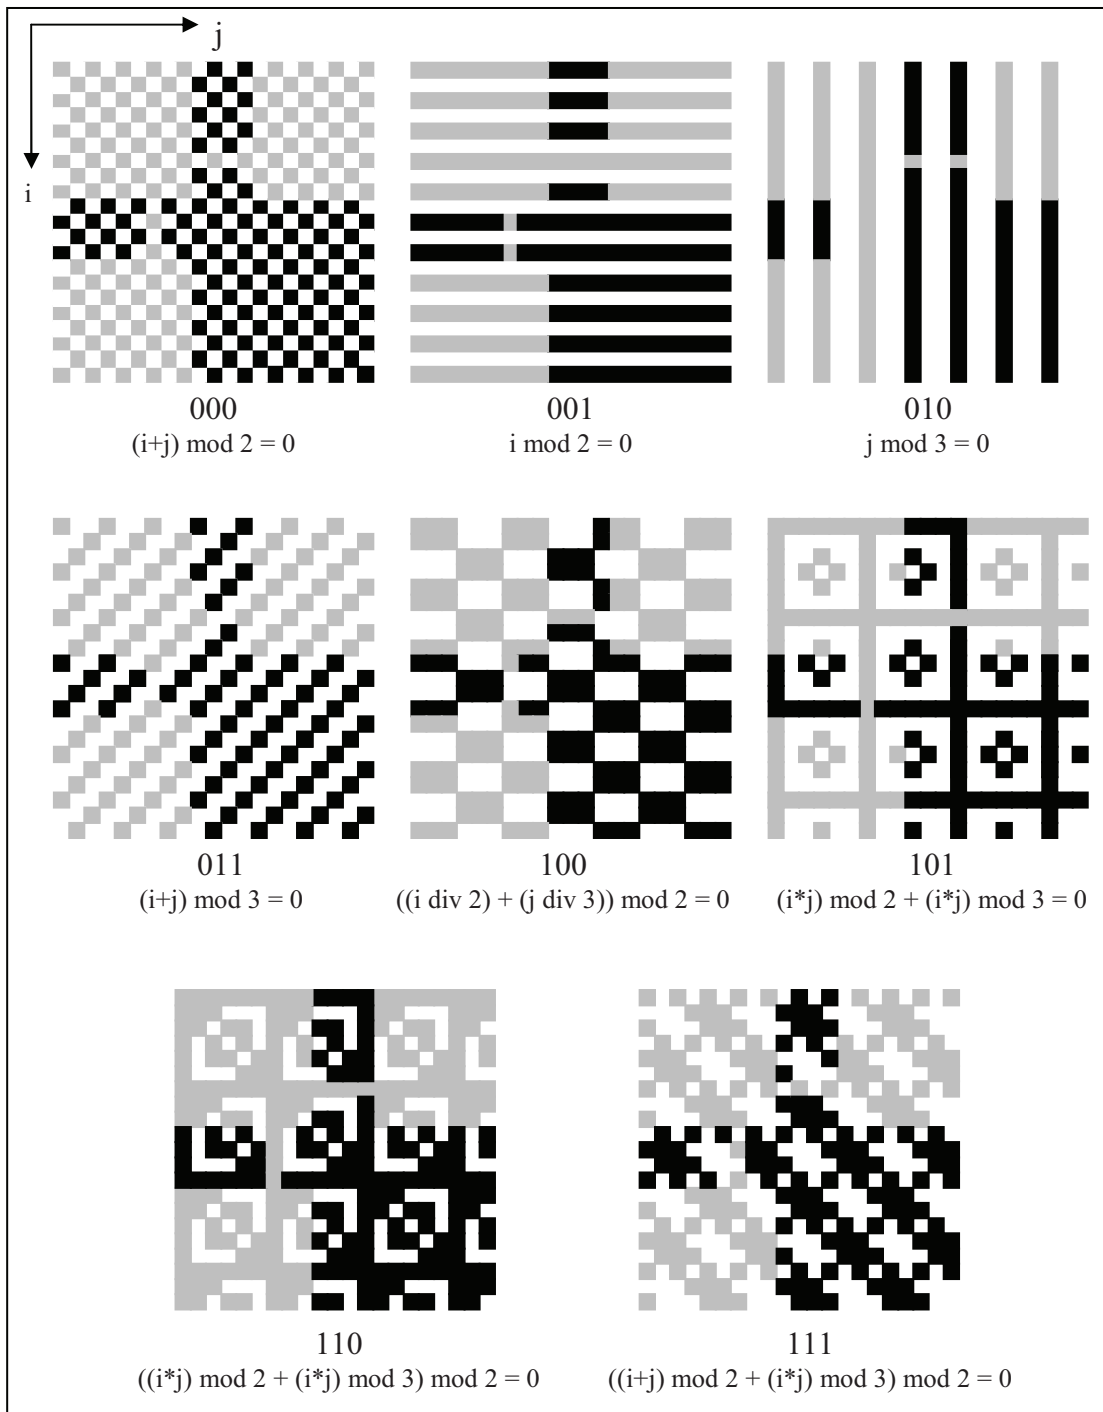 j
i
000 001 010
(i+j) mod 2 = 0 i mod 2 = 0 j mod 3 = 0
011 100 101
(i+j) mod 3 = 0 ((i div 2) + (j div 3)) mod 2 = 0 (i*j) mod 2 + (i*j) mod 3 = 0
110 111
((i*j) mod 2 + (i*j) mod 3) mod 2 = 0 ((i+j) mod 2 + (i*j) mod 3) mod 2 = 0